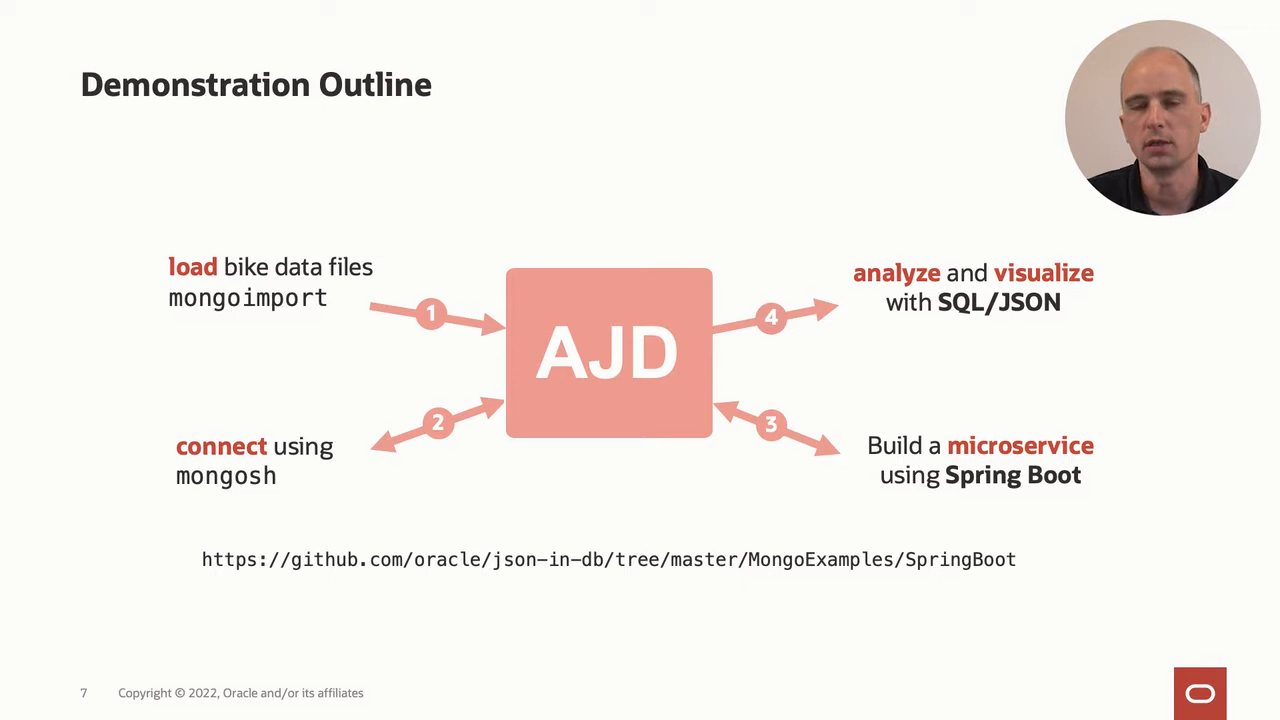 Demonstration Outline
load bike data files
mongoimport
1
AJD
4
analyze and visualize
with SQL/JSON
connect using
mongosh
2
3
Build a microservice
using Spring Boot
https://github.com/oracle/json-in-db/tree/master/MongoExamples/SpringBoot
7 Copyright © 2022, Oracle and/or its affiliates